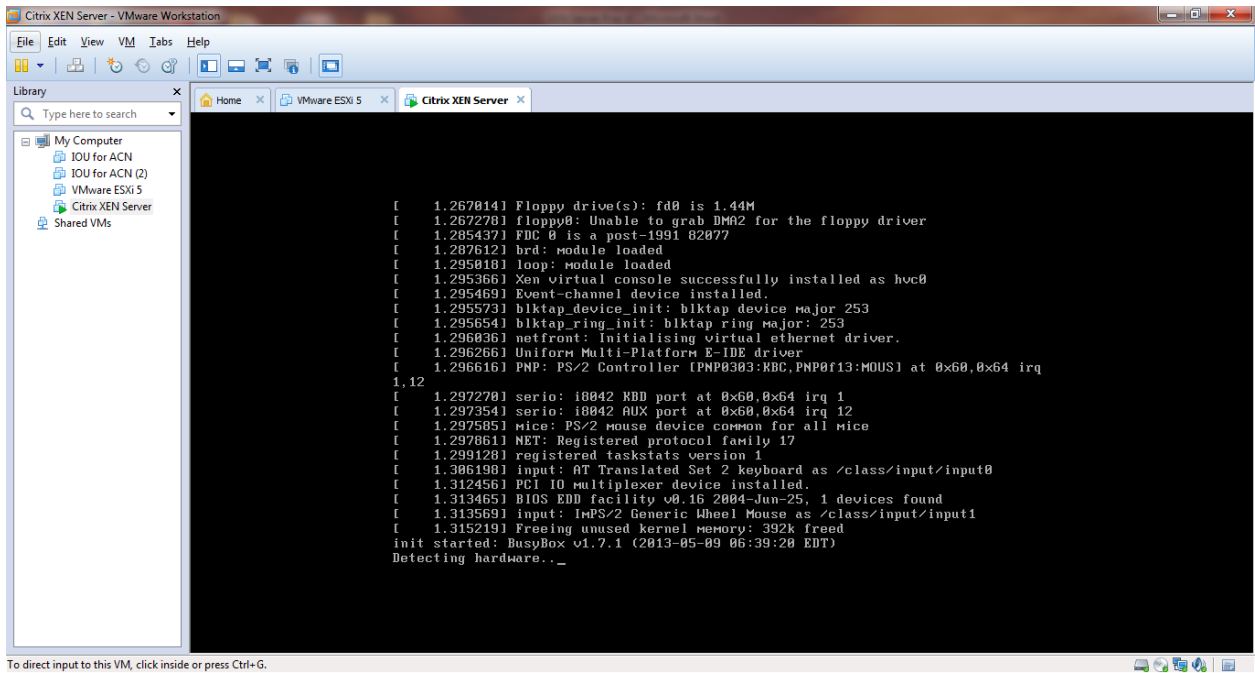 Citrix XEN Server - VMware Workstation
File Edit View VM Tabs Help
Library
Type here to search
My Computer
IOU for ACN
IOU for ACN (2)
VMware ESXi 5
Citrix XEN Server
Shared VMs
Home VMware ESXi 5 Citrix XEN Server
[    1.267014] Floppy drive(s): fd0 is 1.44M
[    1.267278] floppy0: Unable to grab DMA2 for the floppy driver
[    1.285437] FDC 0 is a post-1991 82077
[    1.287612] brd: module loaded
[    1.295018] loop: module loaded
[    1.295366] Xen virtual console successfully installed as hvc0
[    1.295469] Event-channel device installed.
[    1.295573] blktap_device_init: blktap device major 253
[    1.295654] blktap_ring_init: blktap ring major: 253
[    1.296036] netfront: Initialising virtual ethernet driver.
[    1.296266] Uniform Multi-Platform E-IDE driver
[    1.296616] PNP: PS/2 Controller [PNP0303:KBC,PNP0f13:MOUS] at 0x60,0x64 irq
1,12
[    1.297270] serio: i8042 KBD port at 0x60,0x64 irq 1
[    1.297354] serio: i8042 AUX port at 0x60,0x64 irq 12
[    1.297585] mice: PS/2 mouse device common for all mice
[    1.297861] NET: Registered protocol family 17
[    1.299128] registered taskstats version 1
[    1.306198] input: AT Translated Set 2 keyboard as /class/input/input0
[    1.312456] PCI IO multiplexer device installed.
[    1.313465] BIOS EDD facility v0.16 2004-Jun-25, 1 devices found
[    1.313569] input: ImPS/2 Generic Wheel Mouse as /class/input/input1
[    1.315219] Freeing unused kernel memory: 392k freed
init started: BusyBox v1.7.1 (2013-05-09 06:39:20 EDT)
Detecting hardware.._
To direct input to this VM, click inside or press Ctrl+G.